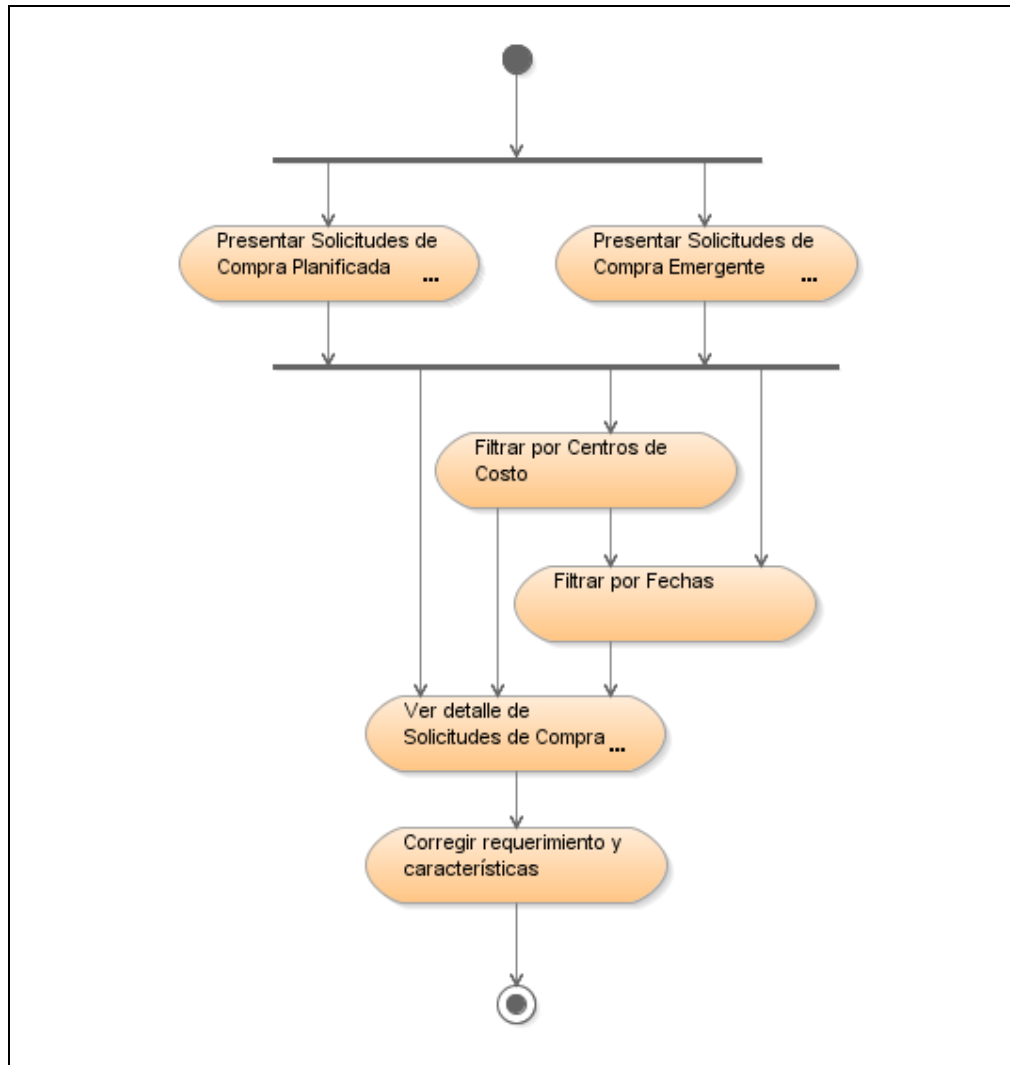 Presentar Solicitudes de
Compra Planificada
...
Presentar Solicitudes de
Compra Emergente
...
Filtrar por Centros de
Costo
Filtrar por Fechas
Ver detalle de
Solicitudes de Compra
...
Corregir requerimiento y
característícas